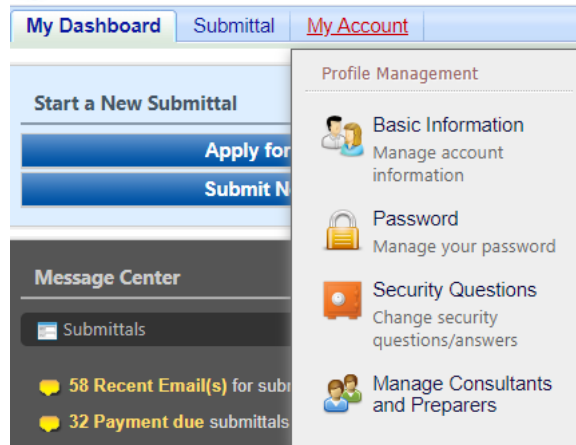 My Dashboard Submittal My Account
Profile Management
Start a New Submittal
Apply for
Submit
Basic Information
Manage account
information
Password
Manage your password
Security Questions
Change security
questions/answers
Manage Consultants
and Preparers
Message Center
Submittals
58 Recent Email(s) for
32 Payment due submittals